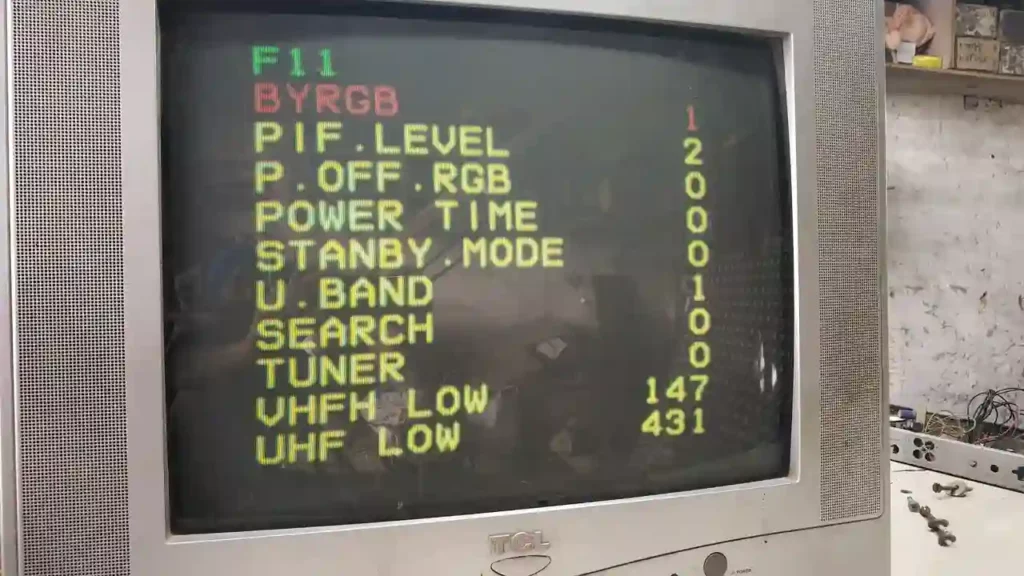 F11
BYRGB 1
PIF.LEVEL 2
P.OFF.RGB 0
POWER TIME 0
STANBY.MODE 0
U.BAND 1
SEARCH 0
TUNER 0
VHFH LOW 147
UHF LOW 431
TCL
POWER